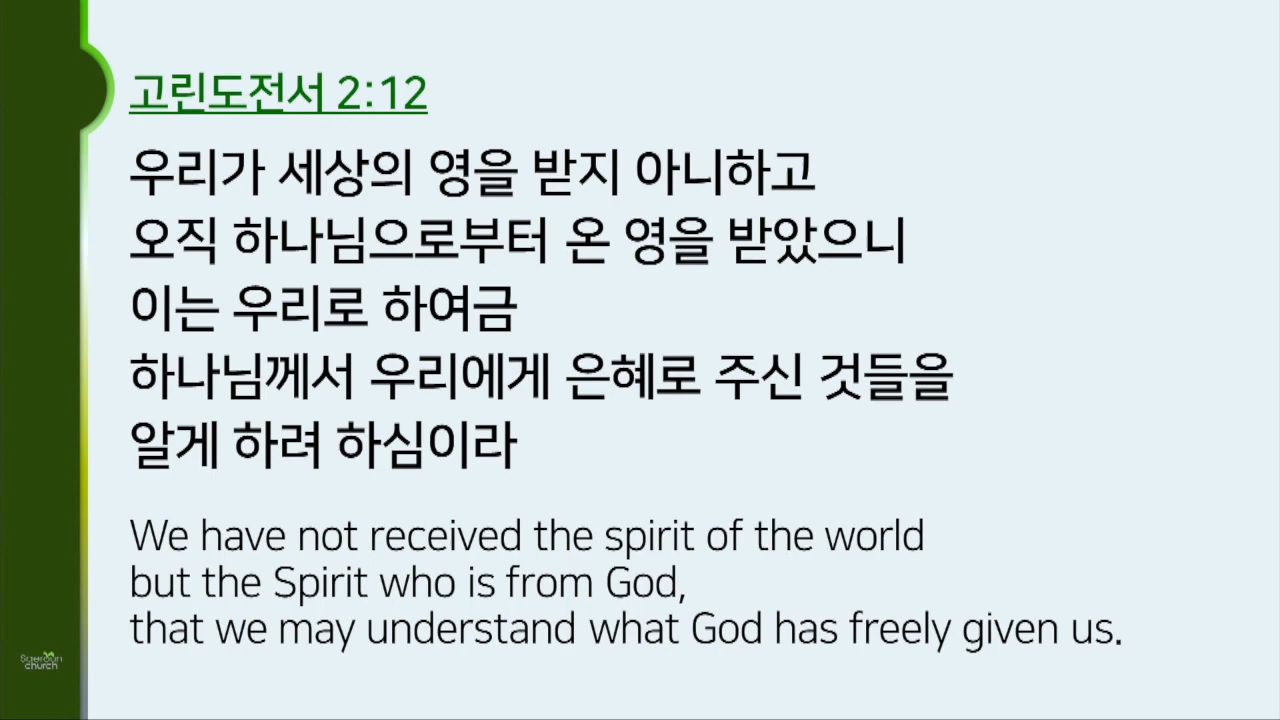 고린도전서 2:12
우리가 세상의 영을 받지 아니하고
오직 하나님으로부터 온 영을 받았으니
이는 우리로 하여금
하나님께서 우리에게 은혜로 주신 것들을
알게 하려 하심이라
We have not received the spirit of the world
but the Spirit who is from God,
that we may understand what God has freely given us.
Saeroun
church